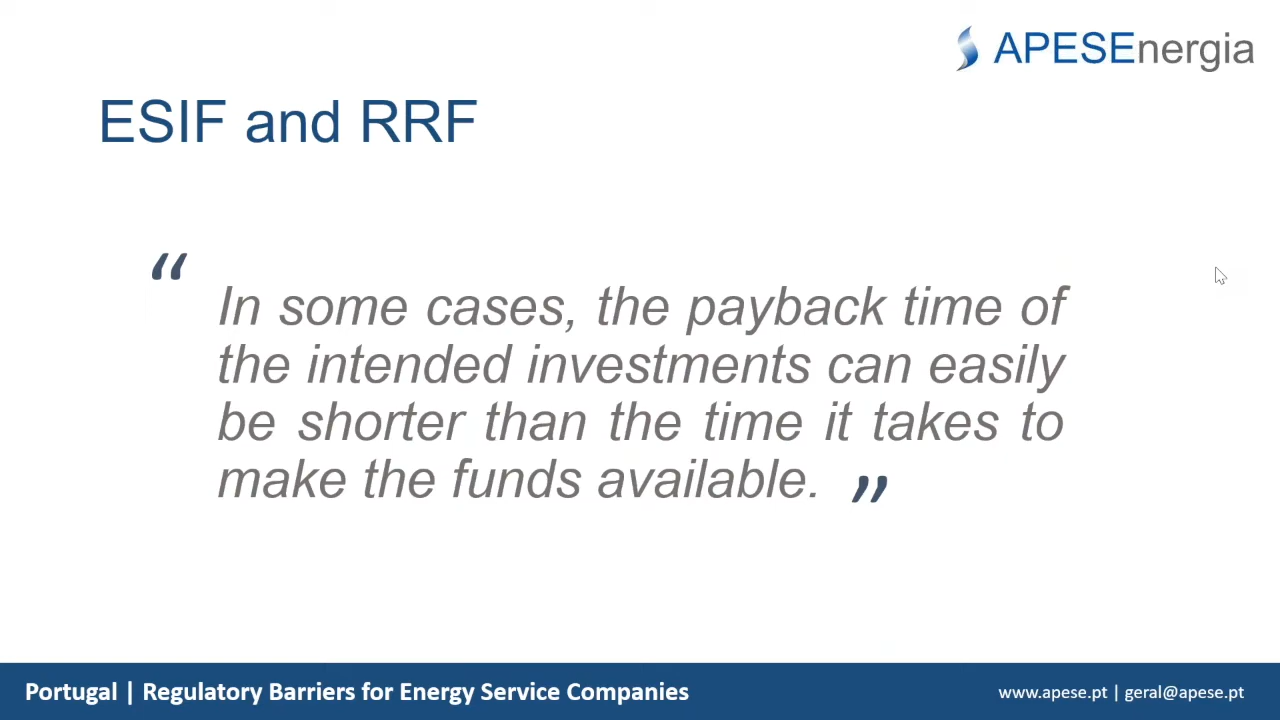 APESEnergia
ESIF and RRF
“ In some cases, the payback time of
the intended investments can easily
be shorter than the time it takes to
make the funds available. ”
Portugal | Regulatory Barriers for Energy Service Companies
www.apese.pt | geral@apese.pt